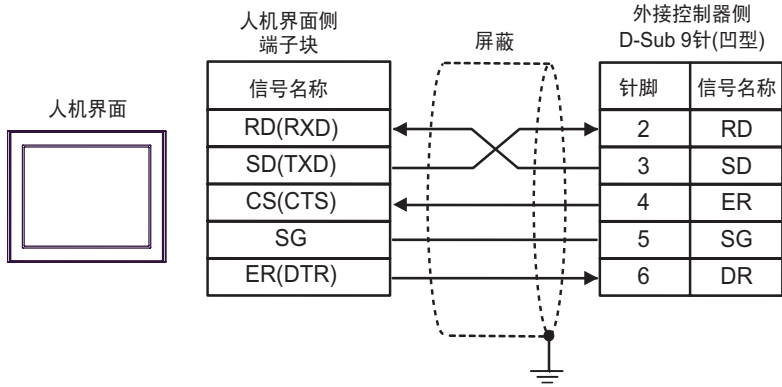 人机界面侧
端子块
屏蔽
外接控制器侧
D-Sub 9针(凹型)
人机界面
信号名称
针脚 信号名称
RD(RXD) 2 RD
SD(TXD) 3 SD
CS(CTS) 4 ER
SG 5 SG
ER(DTR) 6 DR